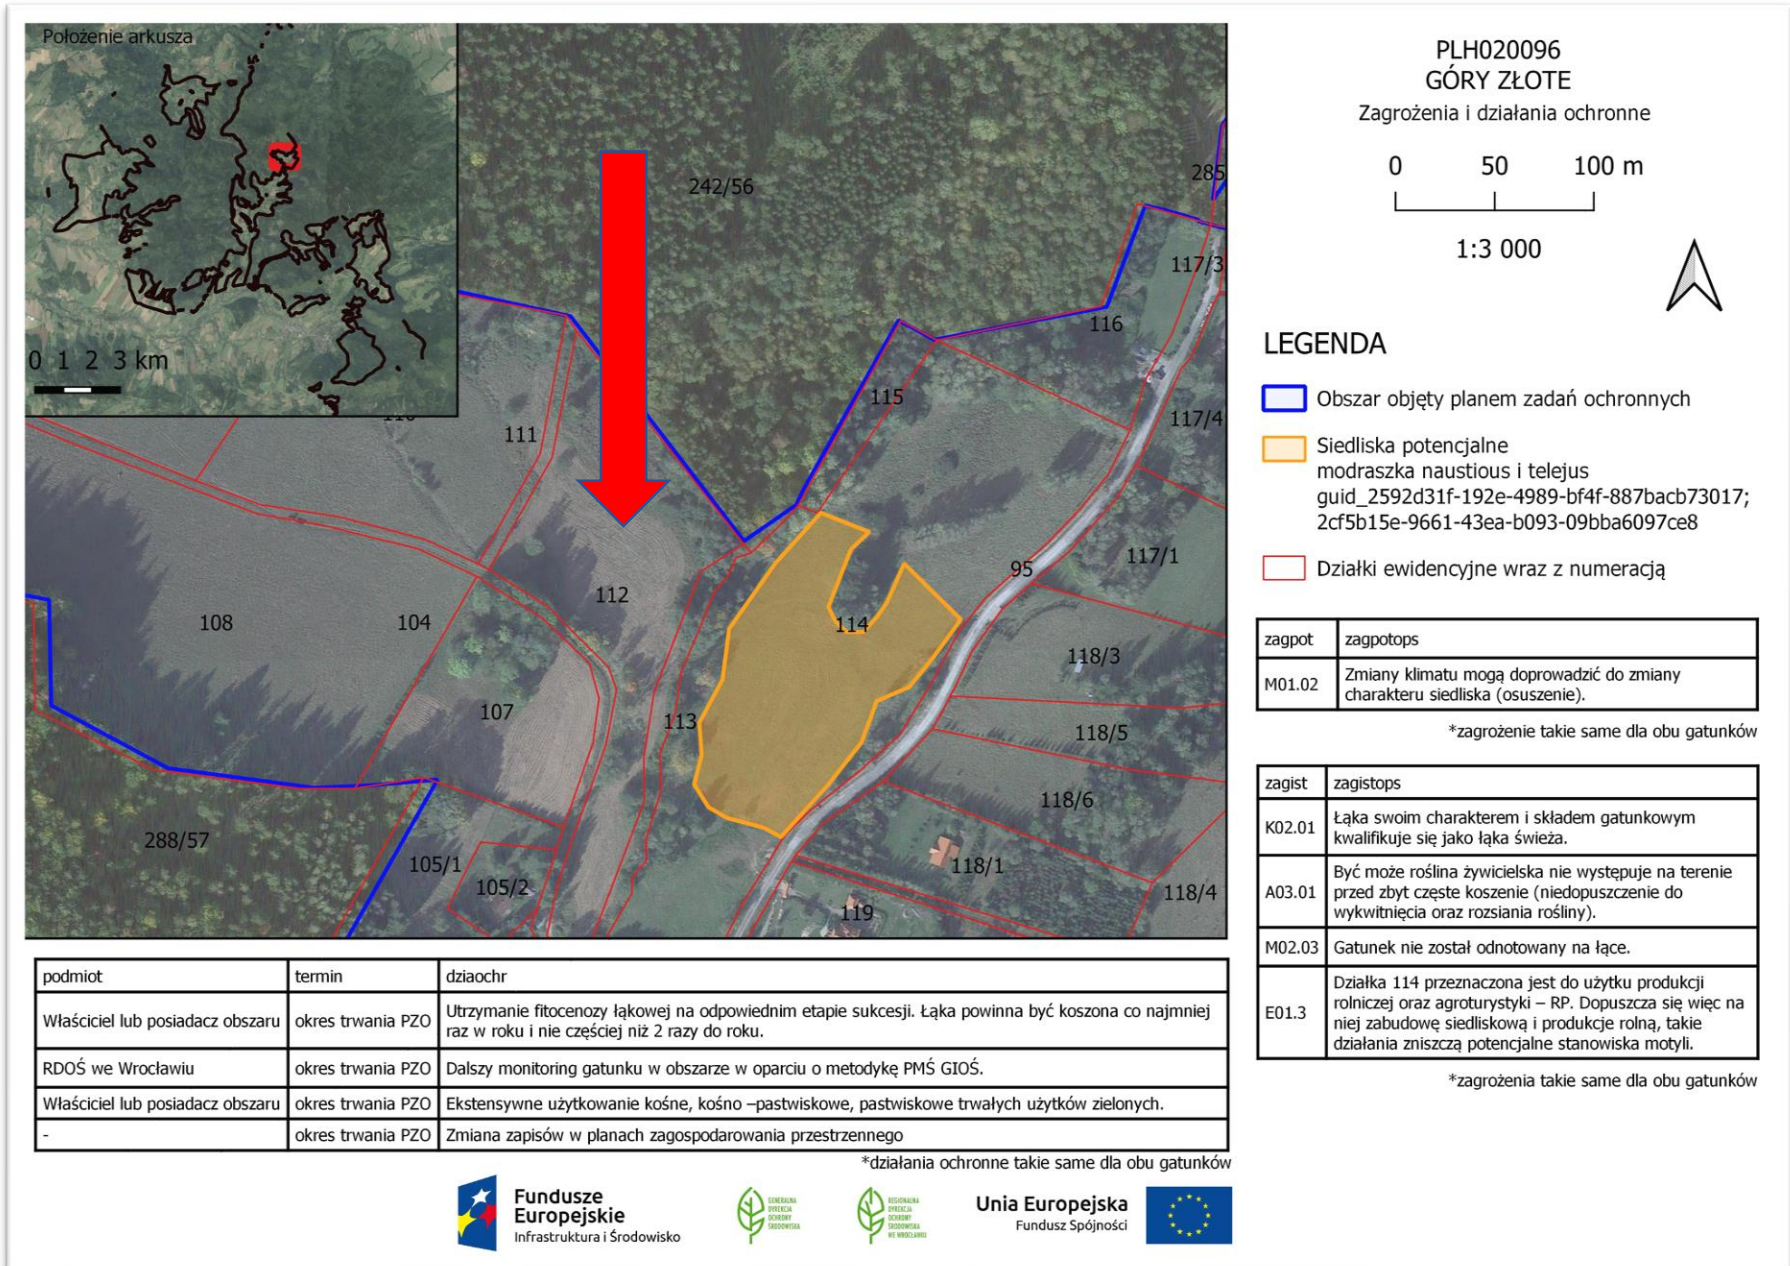 Położenie arkusza
0 1 2 3 km
242/56
285
117/3
116
115
117/4
111
110
95
117/1
112
108
104
114
118/3
107
113
118/5
118/6
288/57
105/1
105/2
118/1
118/4
119
PLH020096
GÓRY ZŁOTE
Zagrożenia i działania ochronne
0 50 100 m
1:3 000
LEGENDA
Obszar objęty planem zadań ochronnych
Siedliska potencjalne
modraszka naustious i telejus
guid_2592d31f-192e-4989-bf4f-887bacb73017;
2cf5b15e-9661-43ea-b093-09bba6097ce8
Działki ewidencyjne wraz z numeracją
zagpot zagpotops
M01.02 Zmiany klimatu mogą doprowadzić do zmiany
charakteru siedliska (osuszenie).
*zagrożenie takie same dla obu gatunków
zagist zagistops
K02.01 Łąka swoim charakterem i składem gatunkowym
kwalifikuje się jako łąka świeża.
A03.01 Być może roślina żywicielska nie występuje na terenie
przed zbyt częste koszenie (niedopuszczenie do
wykwitnięcia oraz rozsiania rośliny).
M02.03 Gatunek nie został odnotowany na łące.
E01.3 Działka 114 przeznaczona jest do użytku produkcji
rolniczej oraz agroturystyki – RP. Dopuszcza się więc na
niej zabudowę siedliskową i produkcje rolną, takie
działania zniszczą potencjalne stanowiska motyli.
*zagrożenia takie same dla obu gatunków
podmiot termin dziaochr
Właściciel lub posiadacz obszaru okres trwania PZO Utrzymanie fitocenozy łąkowej na odpowiednim etapie sukcesji. Łąka powinna być koszona co najmniej
raz w roku i nie częściej niż 2 razy do roku.
RDOŚ we Wrocławiu okres trwania PZO Dalszy monitoring gatunku w obszarze w oparciu o metodykę PMŚ GIOŚ.
Właściciel lub posiadacz obszaru okres trwania PZO Ekstensywne użytkowanie kośne, kośno –pastwiskowe, pastwiskowe trwałych użytków zielonych.
- okres trwania PZO Zmiana zapisów w planach zagospodarowania przestrzennego
*działania ochronne takie same dla obu gatunków
Fundusze
Europejskie
Infrastruktura i Środowisko
GENERALNA
DYREKCJA
OCHRONY
ŚRODOWISKA
REGIONALNA
DYREKCJA
OCHRONY
ŚRODOWISKA
WE WROCŁAWIU
Unia Europejska
Fundusz Spójności